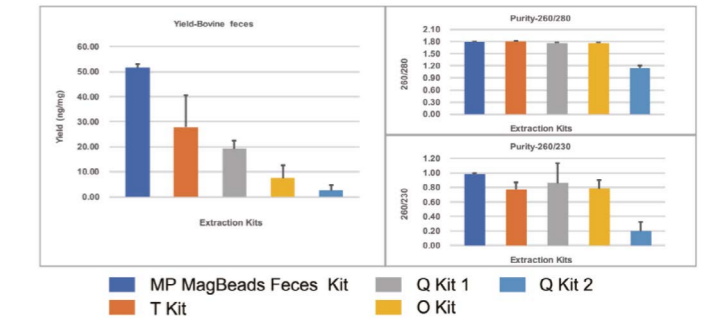 Yield-Bovine feces
60.00
50.00
40.00
30.00
20.00
10.00
0.00
Yield (ng/mg)
Extraction Kits
Purity-260/280
2.10
1.80
1.50
1.20
0.90
0.60
0.30
0.00
260/280
Extraction Kits
Purity-260/230
1.20
1.00
0.80
0.60
0.40
0.20
0.00
260/230
Extraction Kits
MP MagBeads Feces Kit
Q Kit 1
Q Kit 2
T Kit
O Kit